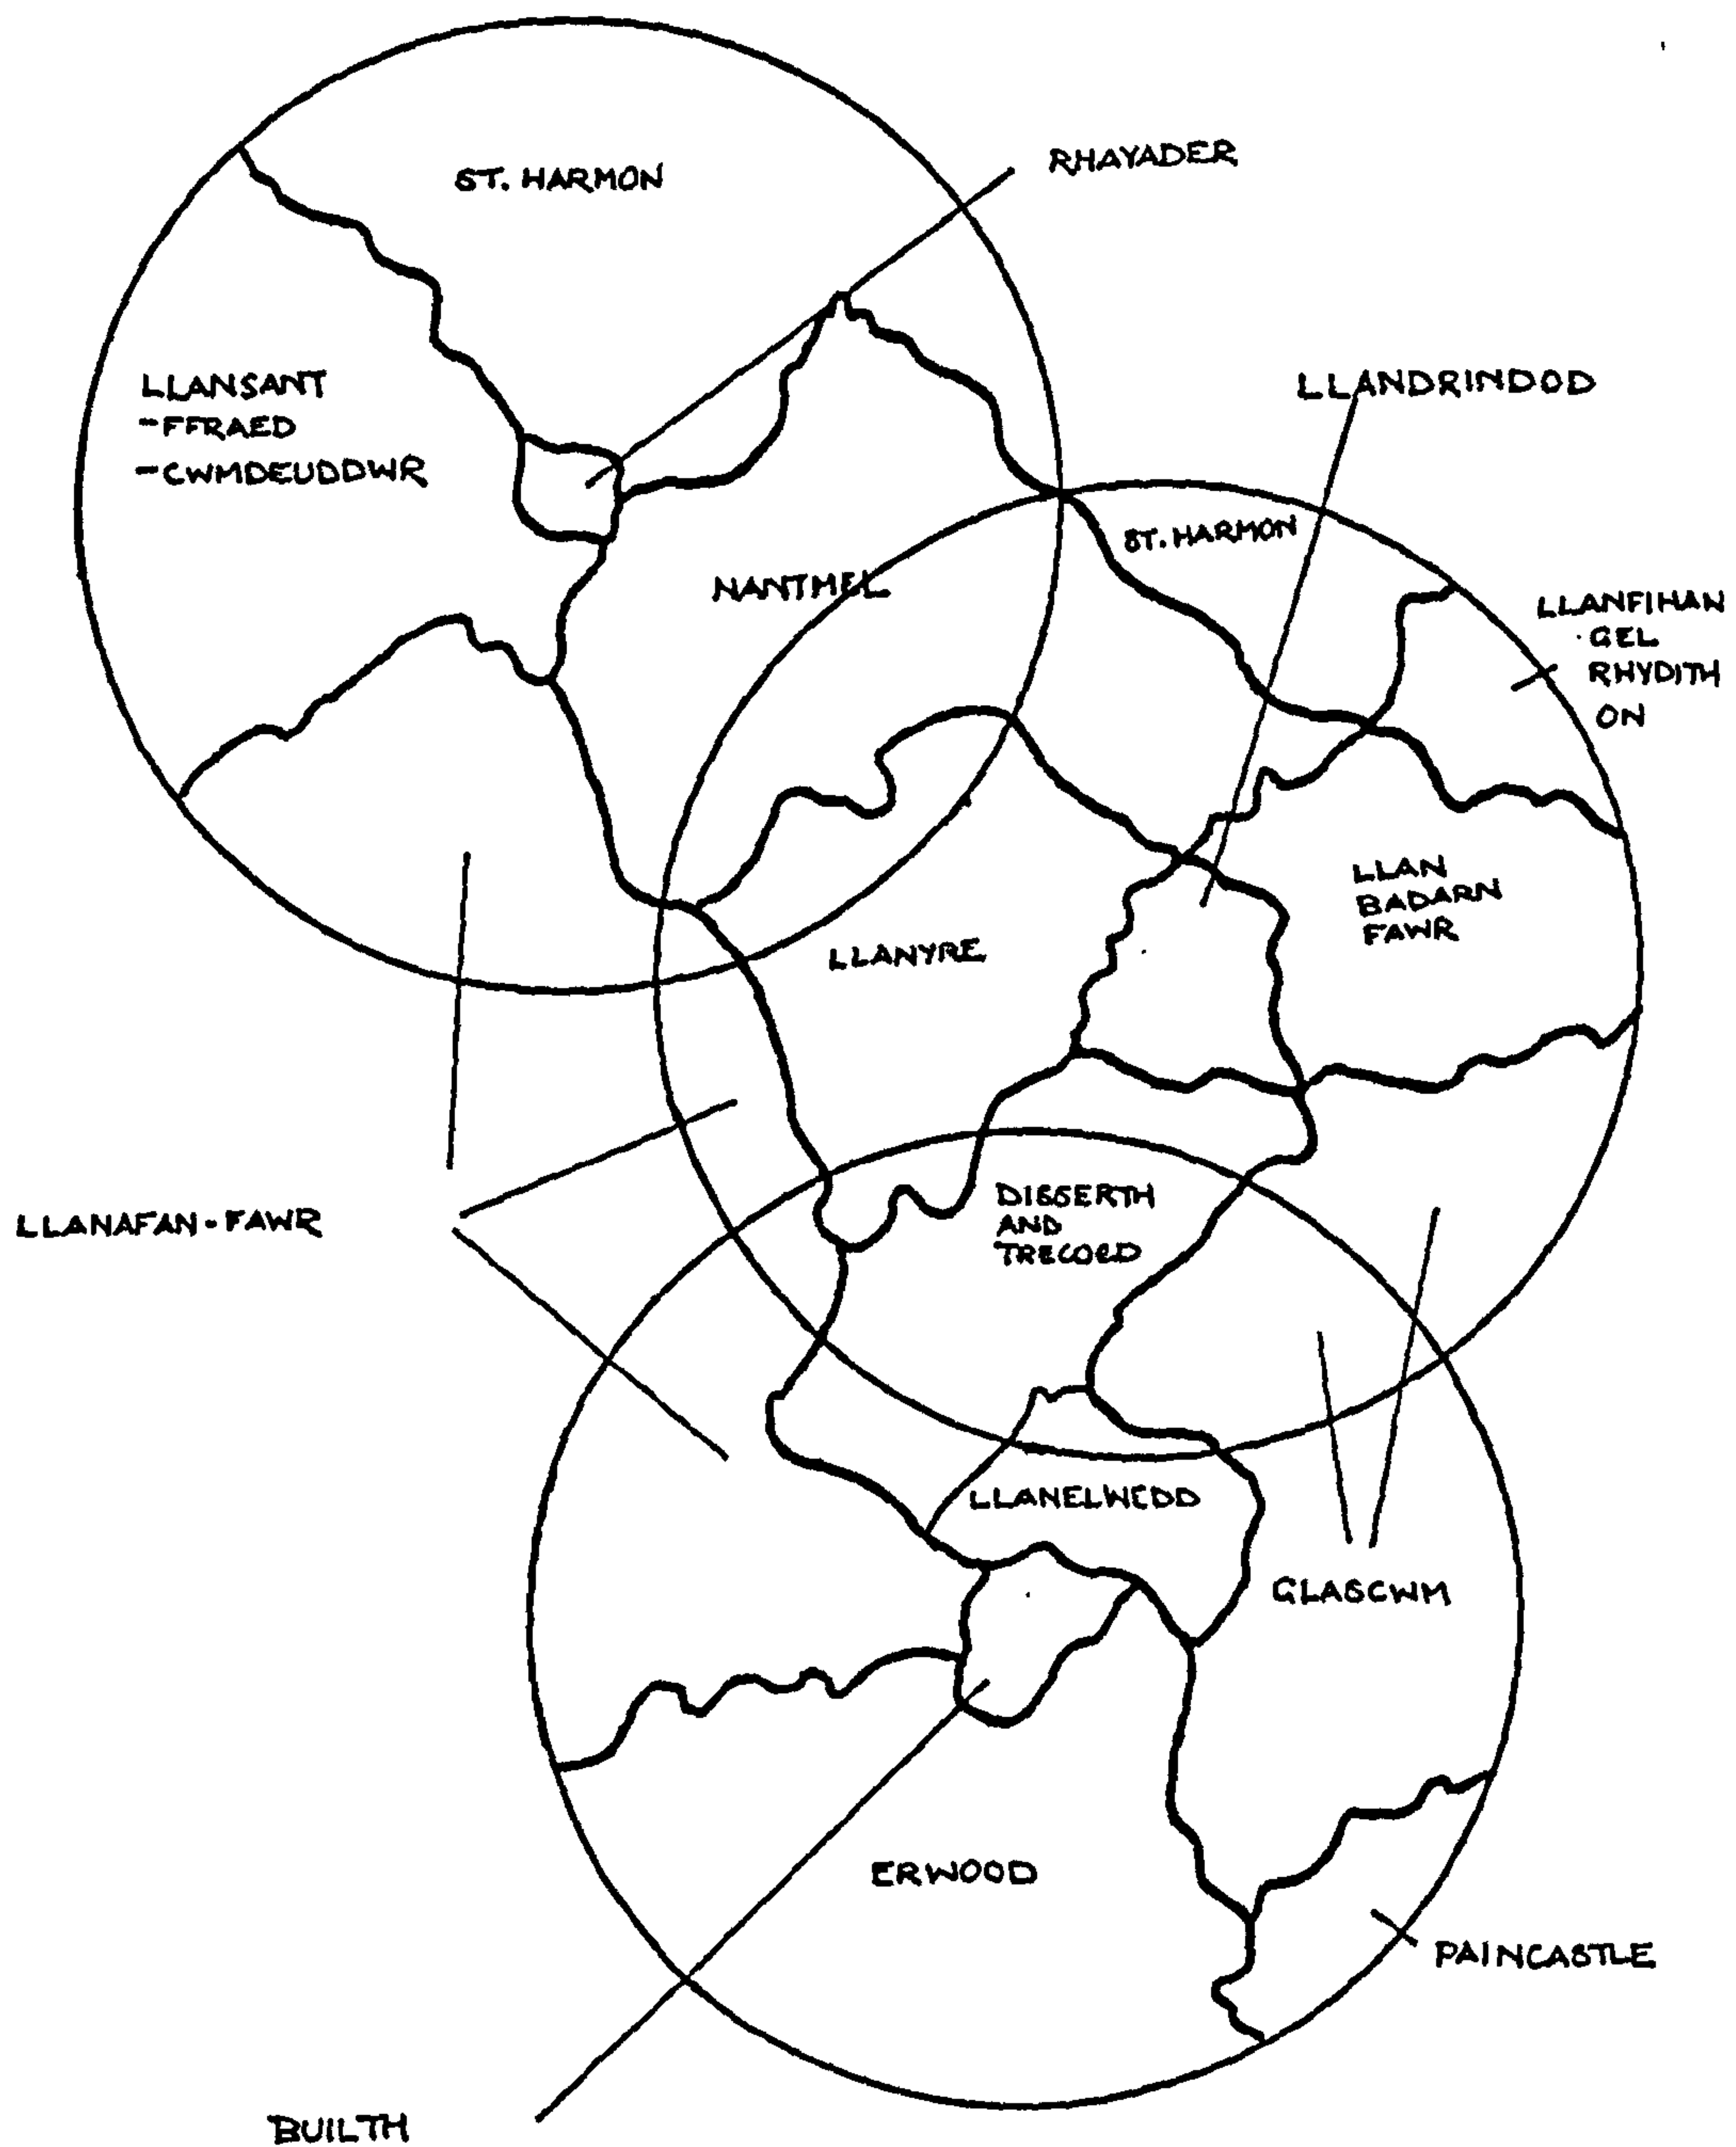 ST. HARMON
RHAYADER
LLANSANT
-FFRAED
-CWMDEUDDWR
LLANDRINDOD
ST. HARMON
NANTMEL
LLANFIHAN
·GEL
RHYDITH
ON
LLAN
BADARN
FAWR
LLANYRE
LLANAFAN-FAWR
DISSERTH
AND
TRECOED
LLANELWEDD
GLASCWM
ERWOOD
PAINCASTLE
BUILTH